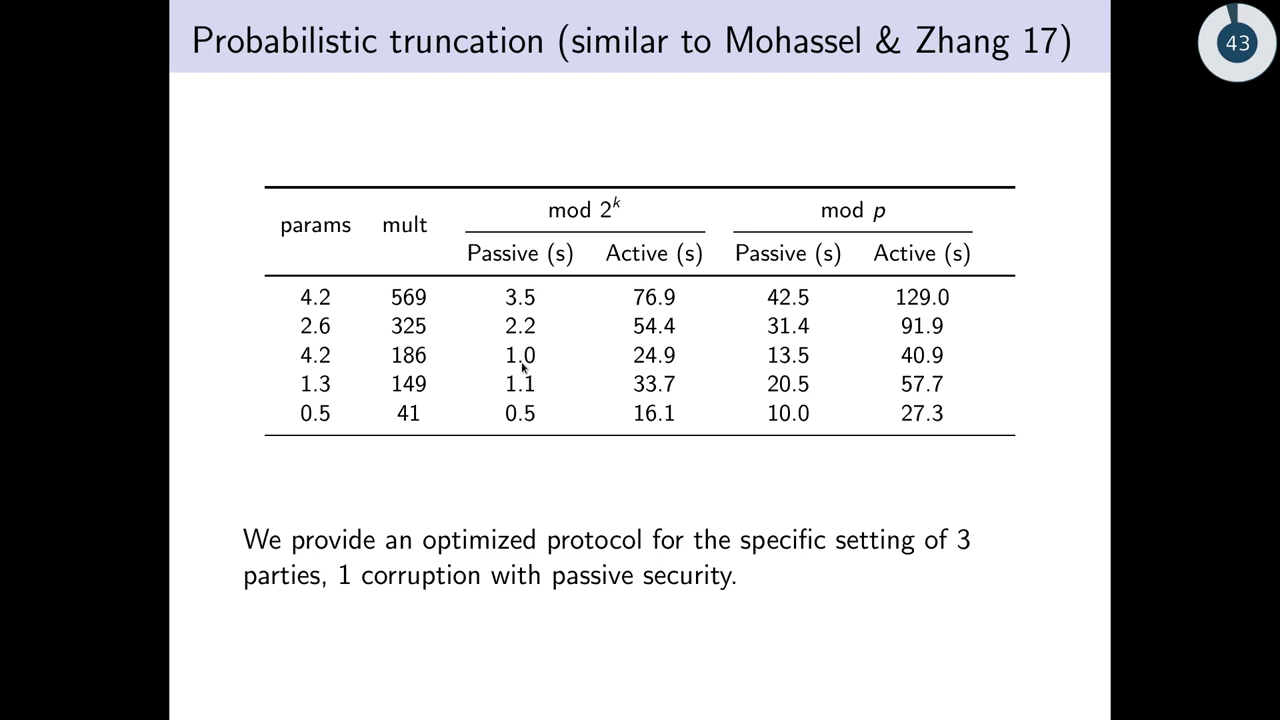 Probabilistic truncation (similar to Mohassel & Zhang 17)
43
params mult mod 2^k mod p
Passive (s) Active (s) Passive (s) Active (s)
4.2 569 3.5 76.9 42.5 129.0
2.6 325 2.2 54.4 31.4 91.9
4.2 186 1.0 24.9 13.5 40.9
1.3 149 1.1 33.7 20.5 57.7
0.5 41 0.5 16.1 10.0 27.3
We provide an optimized protocol for the specific setting of 3
parties, 1 corruption with passive security.